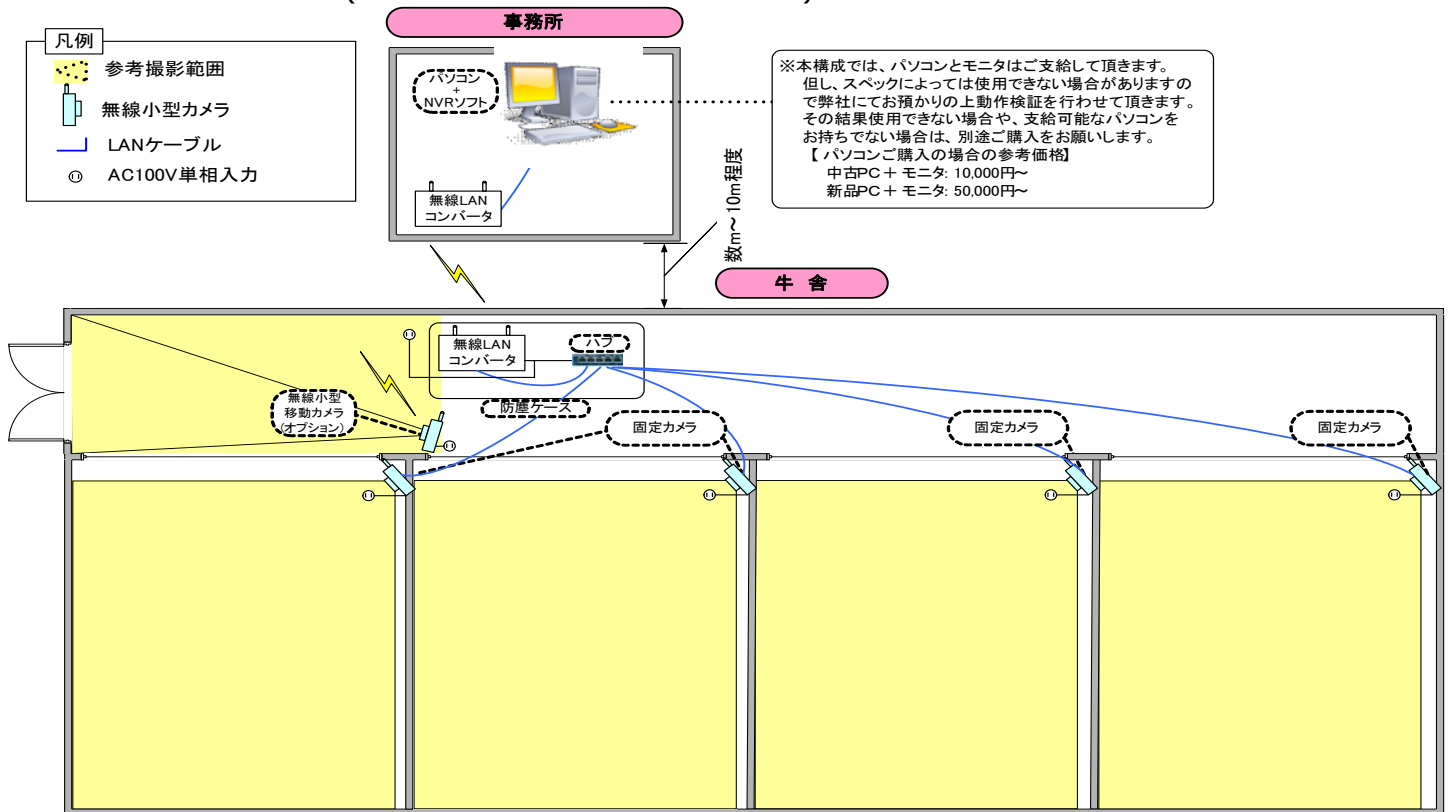 事務所
凡例
参考撮影範囲
無線小型カメラ
LANケーブル
AC100V単相入力
パソコン
+
NVRソフト
無線LAN
コンバータ
※本構成では、パソコンとモニタはご支給して頂きます。
但し、スペックによっては使用できない場合がありますの
で弊社にてお預かりの上動作検証を行わせて頂きます。
その結果使用できない場合や、支給可能なパソコンを
お持ちでない場合は、別途ご購入をお願いします。
【パソコンご購入の場合の参考価格】
中古PC+モニタ: 10,000円~
新品PC+モニタ: 50,000円~
数m~10m程度
牛 舎
無線LAN
コンバータ
ハブ
防塵ケース
無線小型
移動カメラ
(オプション)
固定カメラ
固定カメラ
固定カメラ